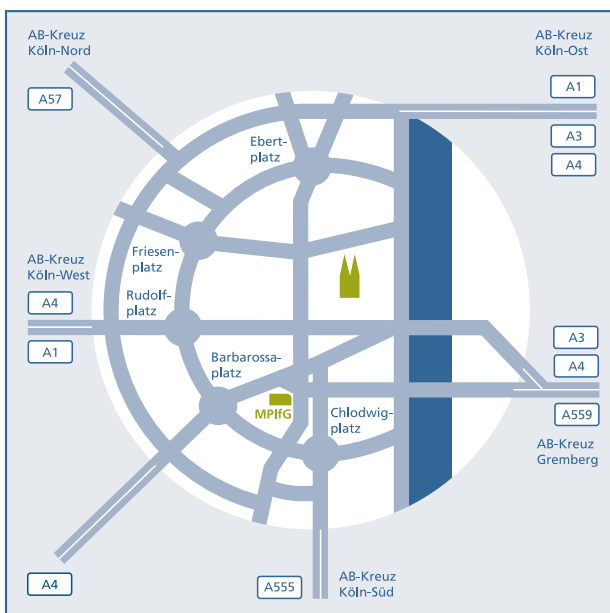 AB-Kreuz
Köln-Nord
A57
AB-Kreuz
Köln-Ost
A1
A3
A4
Ebert-
platz
Friesen-
platz
AB-Kreuz
Köln-West
A4
A1
Rudolf-
platz
Barbarossa-
platz
MPIfG
Chlodwig-
platz
A3
A4
A559
AB-Kreuz
Gremberg
A4
A555
AB-Kreuz
Köln-Süd